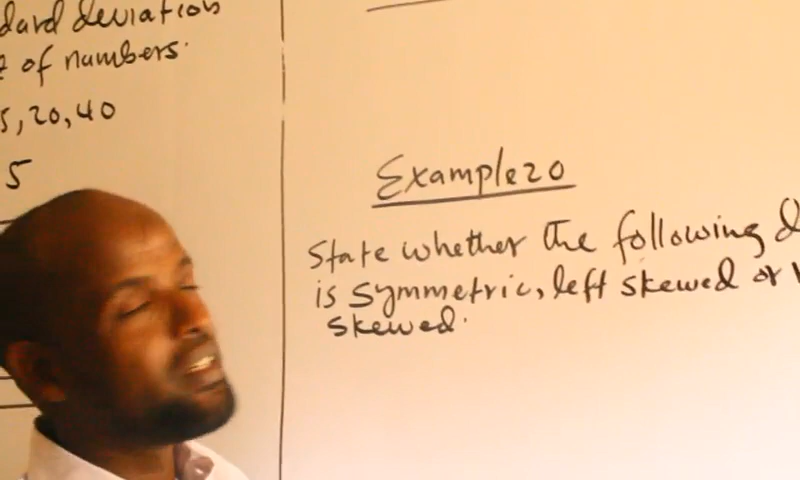 dard deviation
of numbers.
5, 20, 40
5
Example 20
State whether the following
is symmetric, left skewed or
skewed.